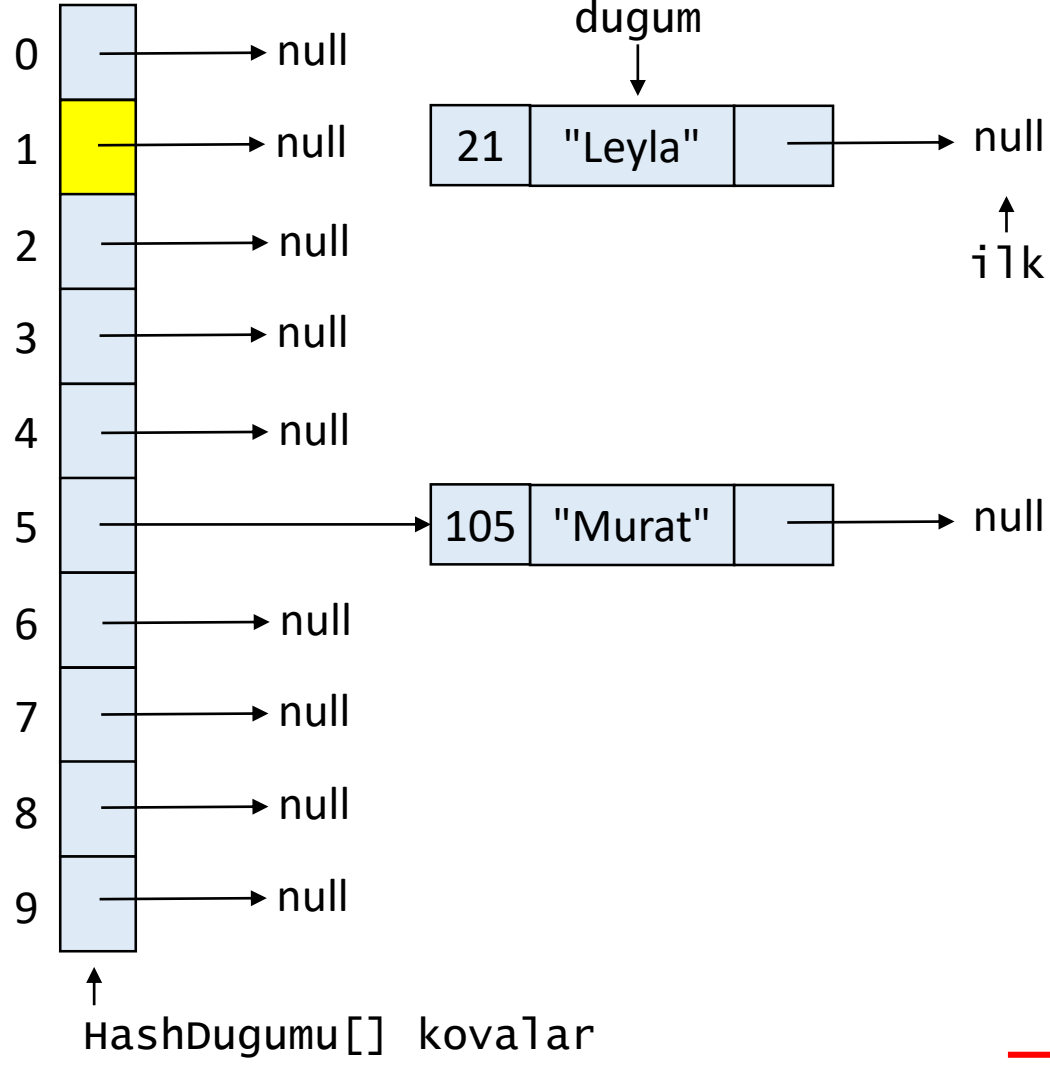 dugum
0 null
1 null 21 "Leyla" null
2 null
ilk
3 null
4 null
5 105 "Murat" null
6 null
7 null
8 null
9 null
HashDugumu[] kovalar